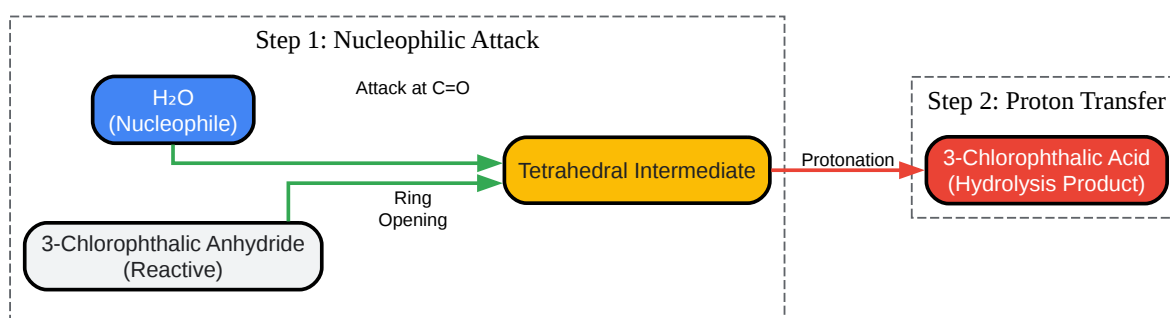 Step 1: Nucleophilic Attack
Attack at C=O
H₂O
(Nucleophile)
Tetrahedral Intermediate
Ring
Opening
3-Chlorophthalic Anhydride
(Reactive)
Protonation
Step 2: Proton Transfer
3-Chlorophthalic Acid
(Hydrolysis Product)